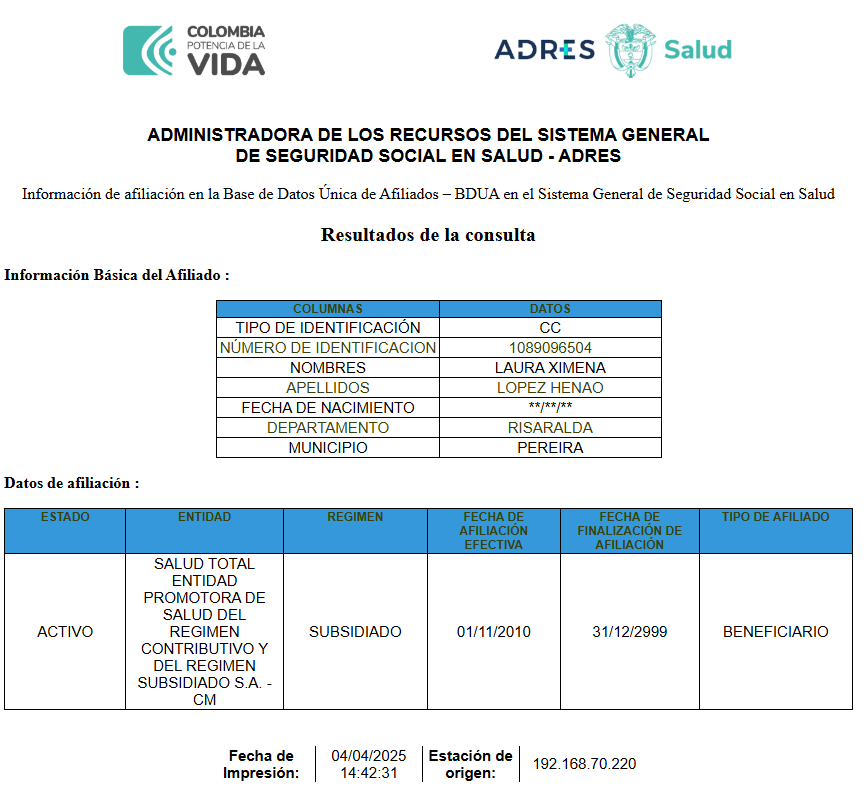 COLOMBIA
POTENCIA DE LA
VIDA
ADRES Salud
ADMINISTRADORA DE LOS RECURSOS DEL SISTEMA GENERAL
DE SEGURIDAD SOCIAL EN SALUD - ADRES
Información de afiliación en la Base de Datos Única de Afiliados – BDUA en el Sistema General de Seguridad Social en Salud
Resultados de la consulta
Información Básica del Afiliado :
COLUMNAS DATOS
TIPO DE IDENTIFICACIÓN CC
NÚMERO DE IDENTIFICACION 1089096504
NOMBRES LAURA XIMENA
APELLIDOS LOPEZ HENAO
FECHA DE NACIMIENTO **/**/**
DEPARTAMENTO RISARALDA
MUNICIPIO PEREIRA
Datos de afiliación :
ESTADO ENTIDAD REGIMEN FECHA DE AFILIACIÓN EFECTIVA FECHA DE FINALIZACIÓN DE AFILIACIÓN TIPO DE AFILIADO
ACTIVO
SALUD TOTAL
ENTIDAD
PROMOTORA DE
SALUD DEL
REGIMEN
CONTRIBUTIVO Y
DEL REGIMEN
SUBSIDIADO S.A. -
CM
SUBSIDIADO
01/11/2010
31/12/2999
BENEFICIARIO
Fecha de
Impresión:
04/04/2025
14:42:31
Estación de
origen:
192.168.70.220